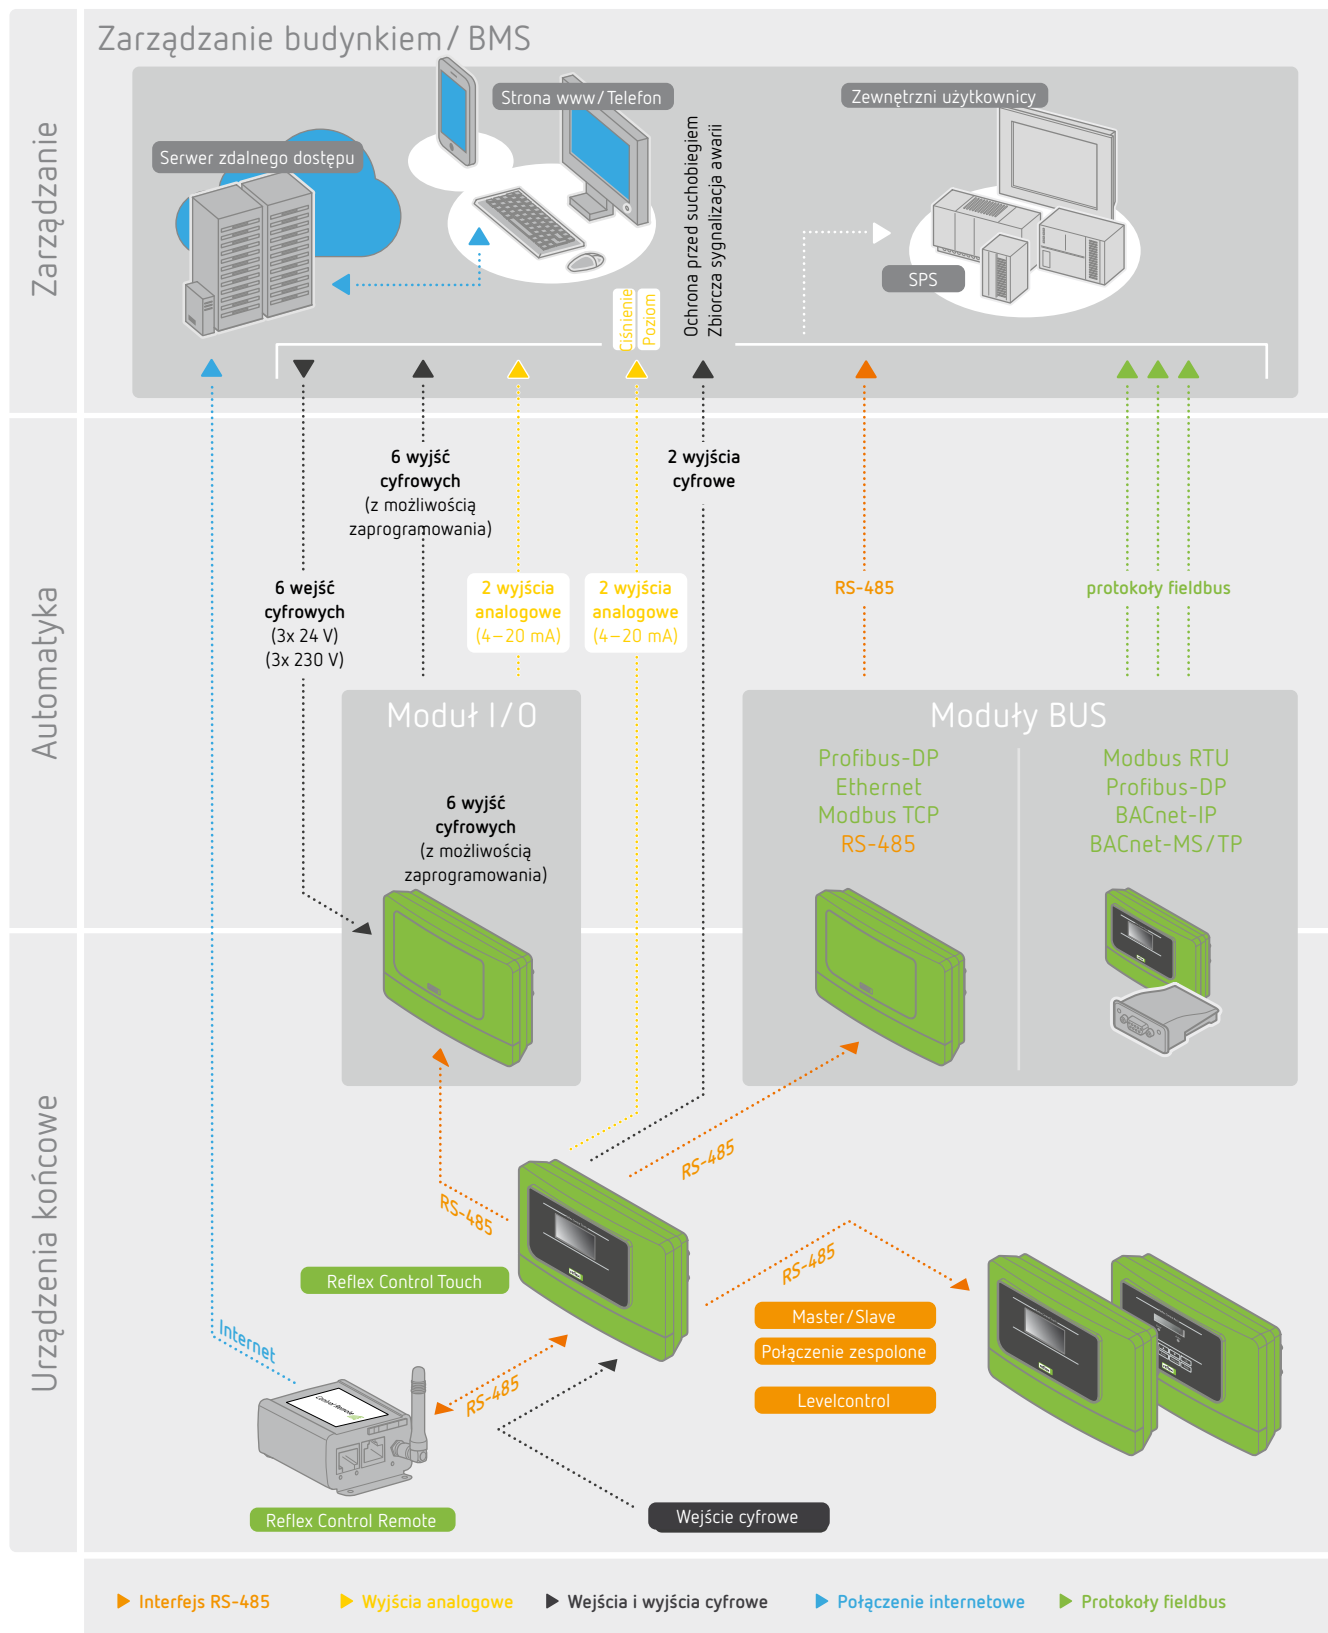 Zarządzanie budynkiem / BMS
Zarządzanie
Strona www / Telefon
Zewnętrzni użytkownicy
Serwer zdalnego dostępu
Ochrona przed suchobiegiem
Zbiorcza sygnalizacja awarii
SPS
Ciśnienie
Poziom
Automatyka
6 wyjść
cyfrowych
(z możliwością
zaprogramowania)
2 wyjścia
cyfrowe
6 wejść
cyfrowych
(3x 24 V)
(3x 230 V)
2 wyjścia
analogowe
(4–20 mA)
2 wyjścia
analogowe
(4–20 mA)
RS-485
protokoły fieldbus
Moduł I/O
6 wyjść
cyfrowych
(z możliwością
zaprogramowania)
Moduły BUS
Profibus-DP
Ethernet
Modbus TCP
RS-485
Modbus RTU
Profibus-DP
BACnet-IP
BACnet-MS/TP
Urządzenia końcowe
RS-485
RS-485
RS-485
Reflex Control Touch
Master/Slave
Połączenie zespolone
Levelcontrol
Internet
RS-485
Control Remote
Reflex Control Remote
Wejście cyfrowe
Interfejs RS-485
Wyjścia analogowe
Wejścia i wyjścia cyfrowe
Połączenie internetowe
Protokoły fieldbus